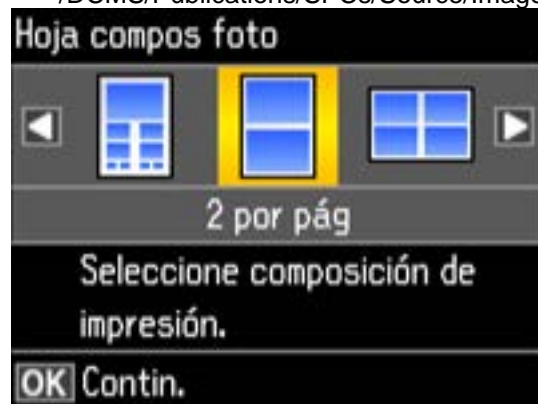 Hoja compos foto
2 por pág
Seleccione composición de
impresión.
OK Contin.